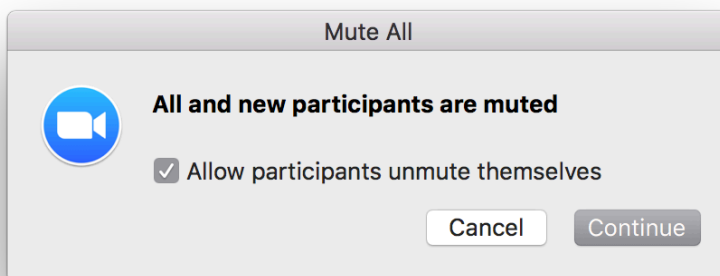 Mute All
All and new participants are muted
Allow participants unmute themselves
Cancel Continue